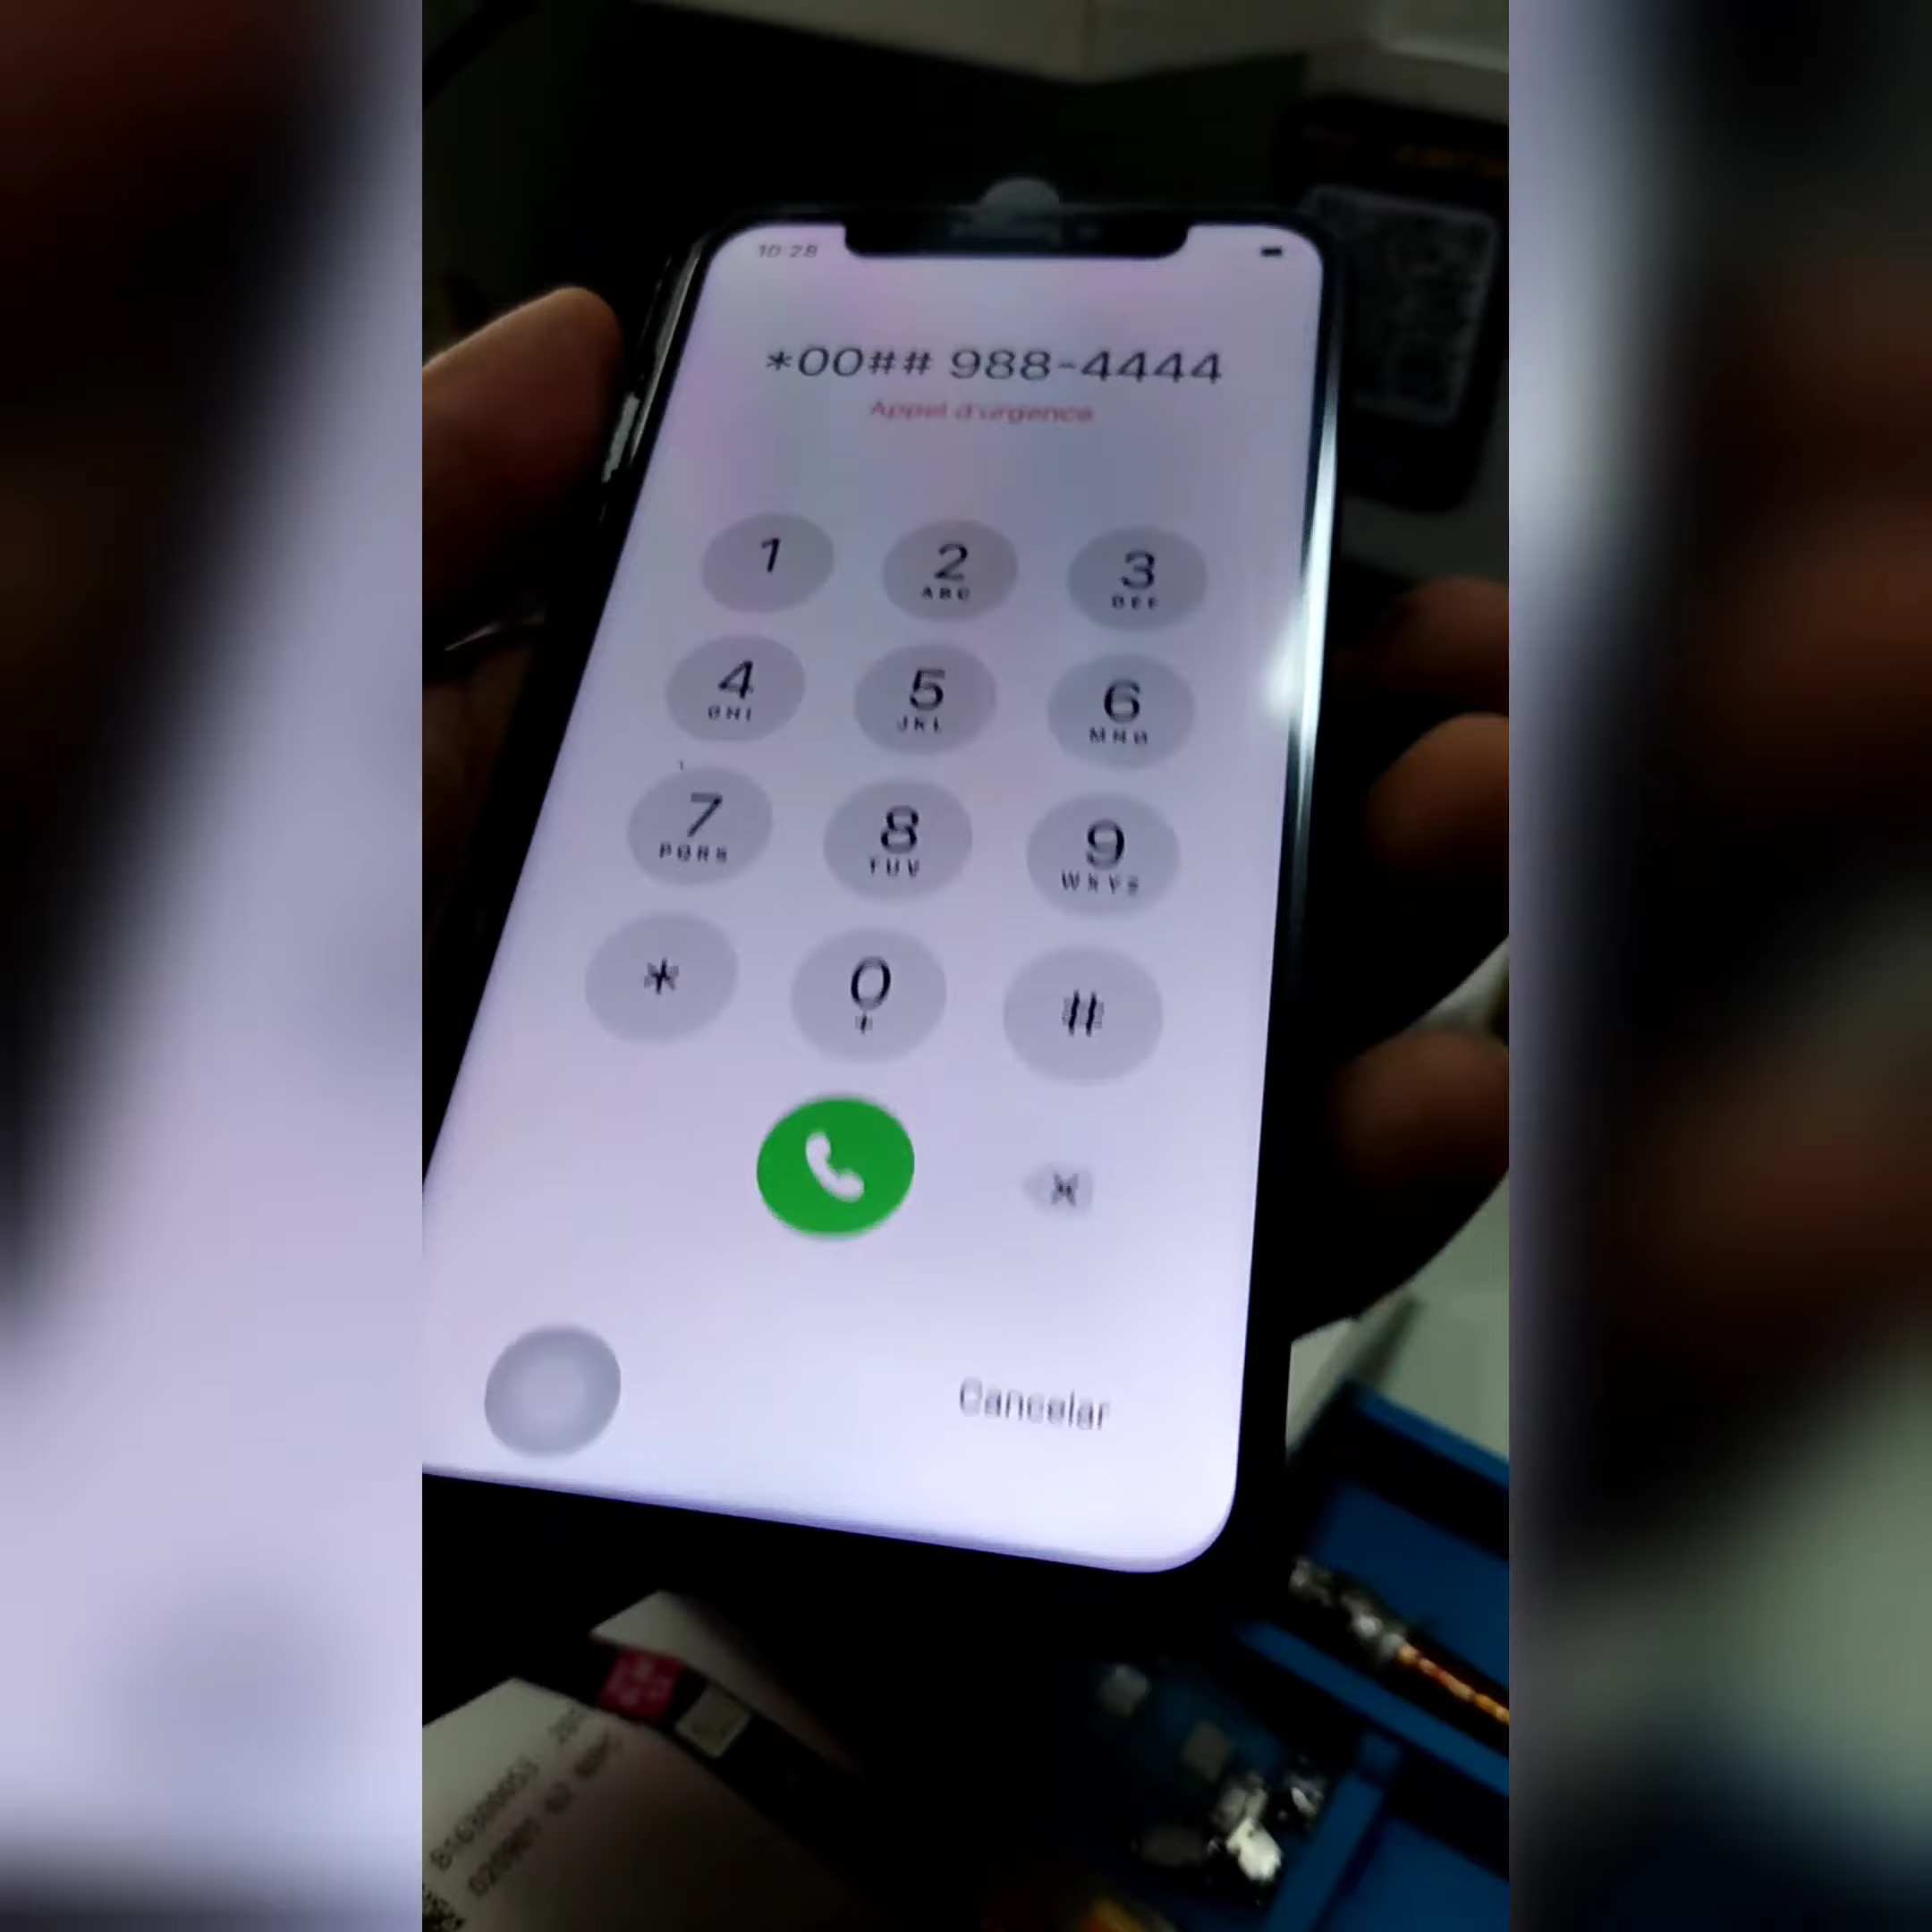 10:28
*00## 988-4444
Appel d'urgence
1
2
ABC
3
DEF
4
GHI
5
JKL
6
MNO
7
PQRS
8
TUV
9
WXYZ
*
0
+
#
Cancelar